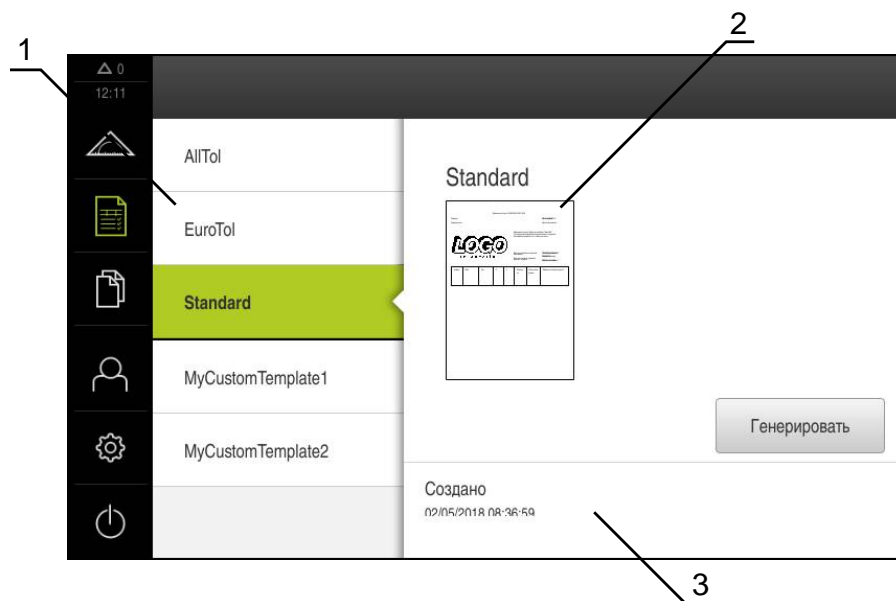 1
2
0
12:11
AllTol
EuroTol
Standard
MyCustomTemplate1
MyCustomTemplate2
Standard
LOGO
Генерировать
Создано
02/05/2018 08:36:59
3